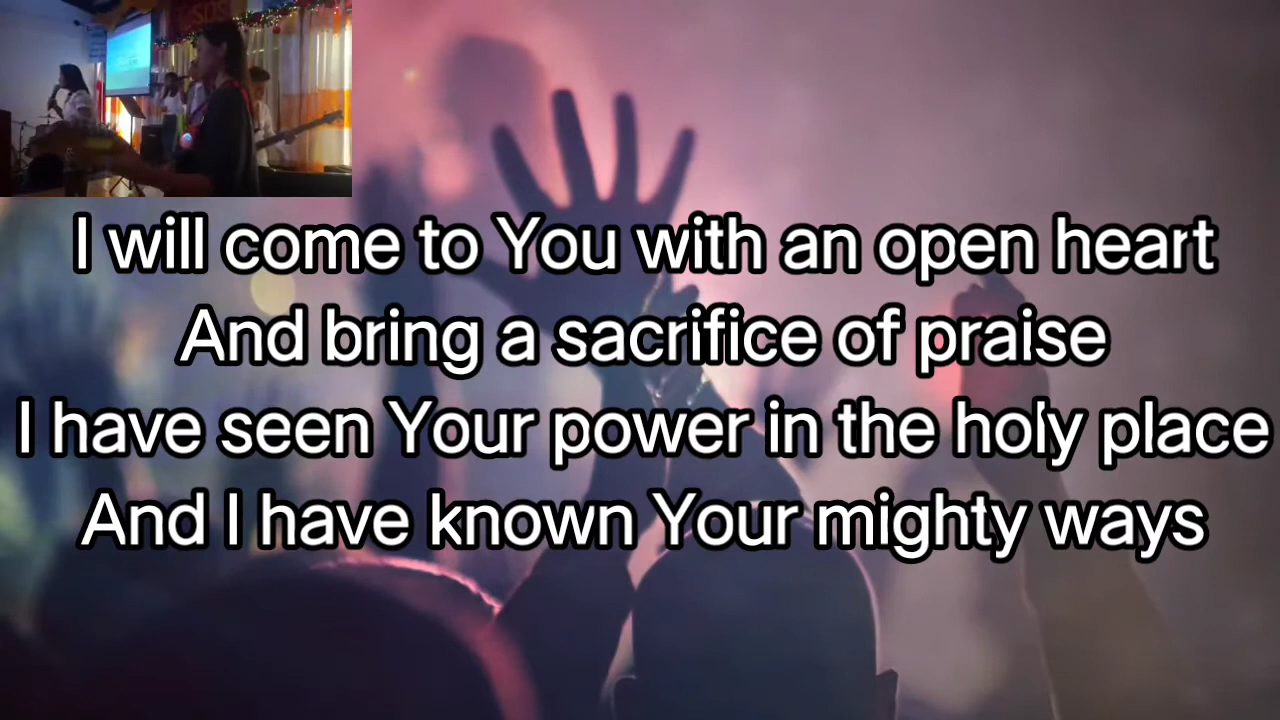 I will come to You with an open heart
And bring a sacrifice of praise
I have seen Your power in the holy place
And I have known Your mighty ways